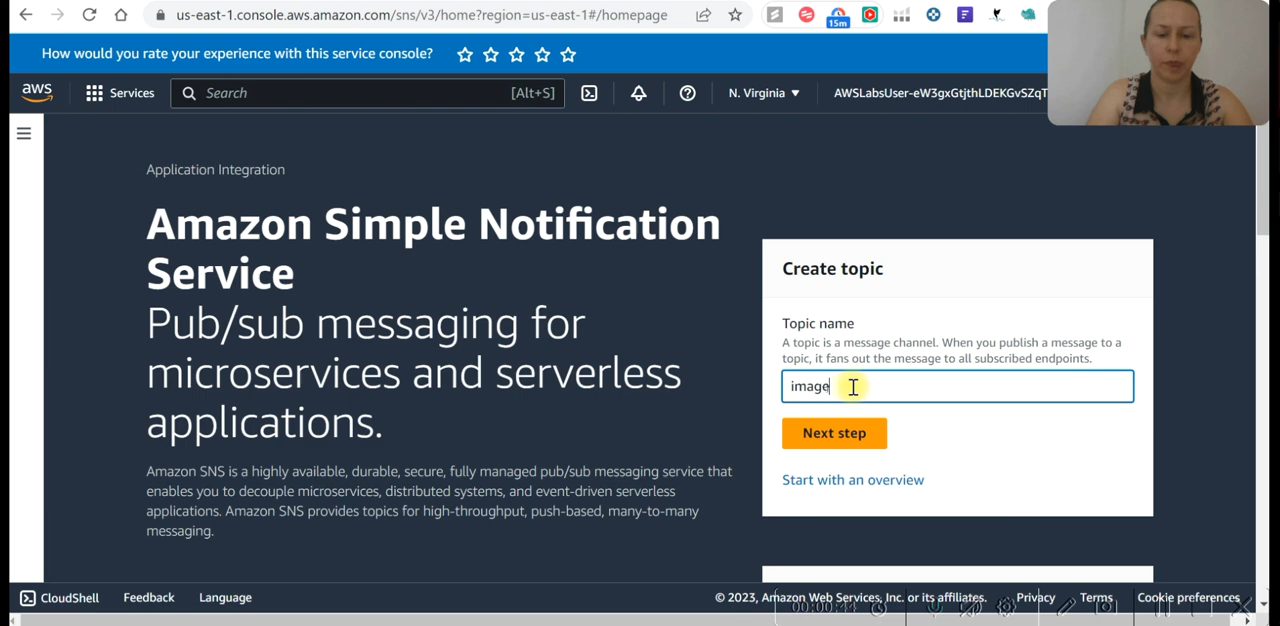 us-east-1.console.aws.amazon.com/sns/v3/home?region=us-east-1#/homepage
15m
How would you rate your experience with this service console?
aws
Services
Search
[Alt+S]
N. Virginia
AWSLabsUser-eW3gxGtjthLDEKGvSZqT
Application Integration
Amazon Simple Notification
Service
Pub/sub messaging for
microservices and serverless
applications.
Amazon SNS is a highly available, durable, secure, fully managed pub/sub messaging service that
enables you to decouple microservices, distributed systems, and event-driven serverless
applications. Amazon SNS provides topics for high-throughput, push-based, many-to-many
messaging.
Create topic
Topic name
A topic is a message channel. When you publish a message to a
topic, it fans out the message to all subscribed endpoints.
image
Next step
Start with an overview
CloudShell
Feedback
Language
© 2023, Amazon Web Services, Inc. or its affiliates.
Privacy
Terms
Cookie preferences
00:00:44